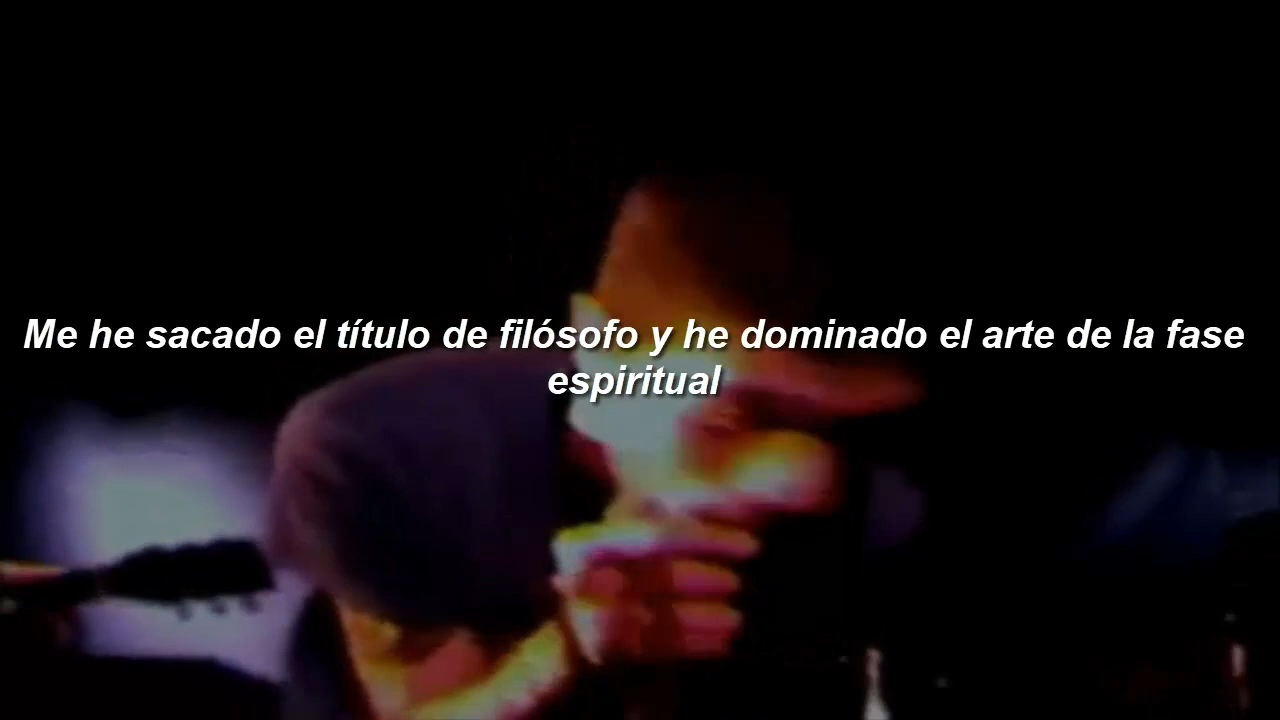 Me he sacado el título de filósofo y he dominado el arte de la fase
espiritual